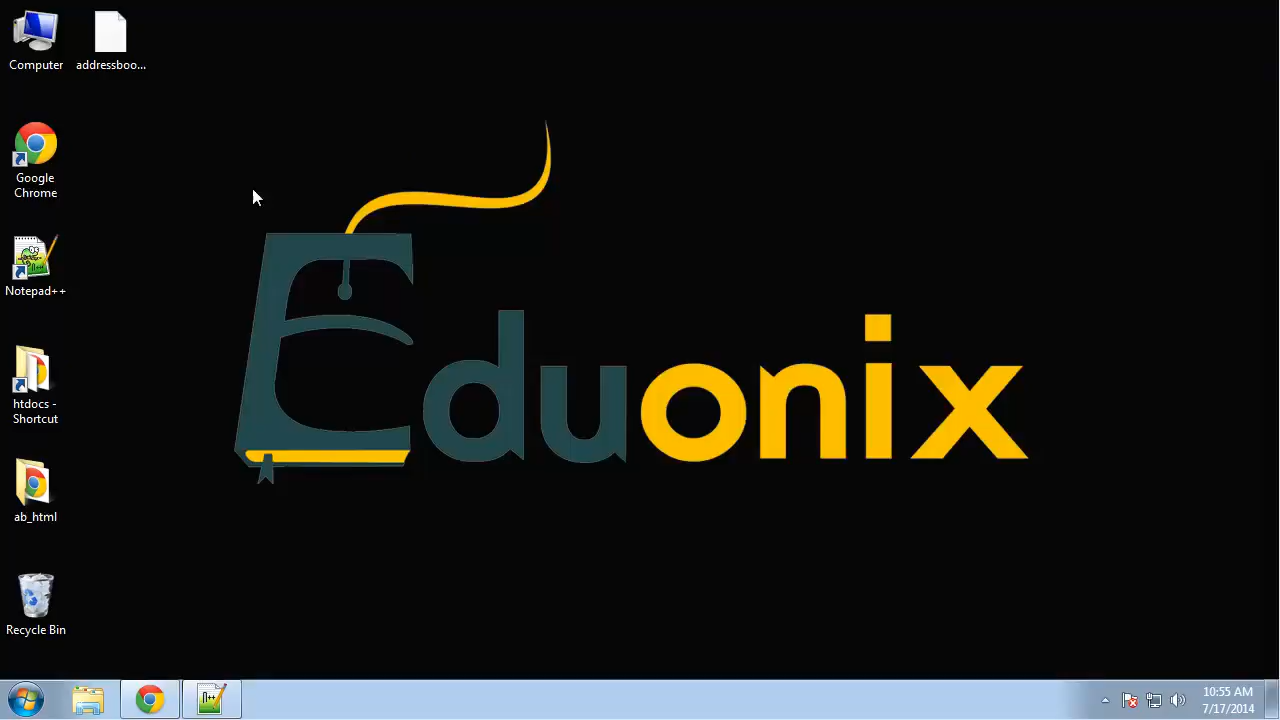 Computer
addressboo...
Google
Chrome
Notepad++
htdocs -
Shortcut
ab_html
Recycle Bin
Eduonix
10:55 AM
7/17/2014